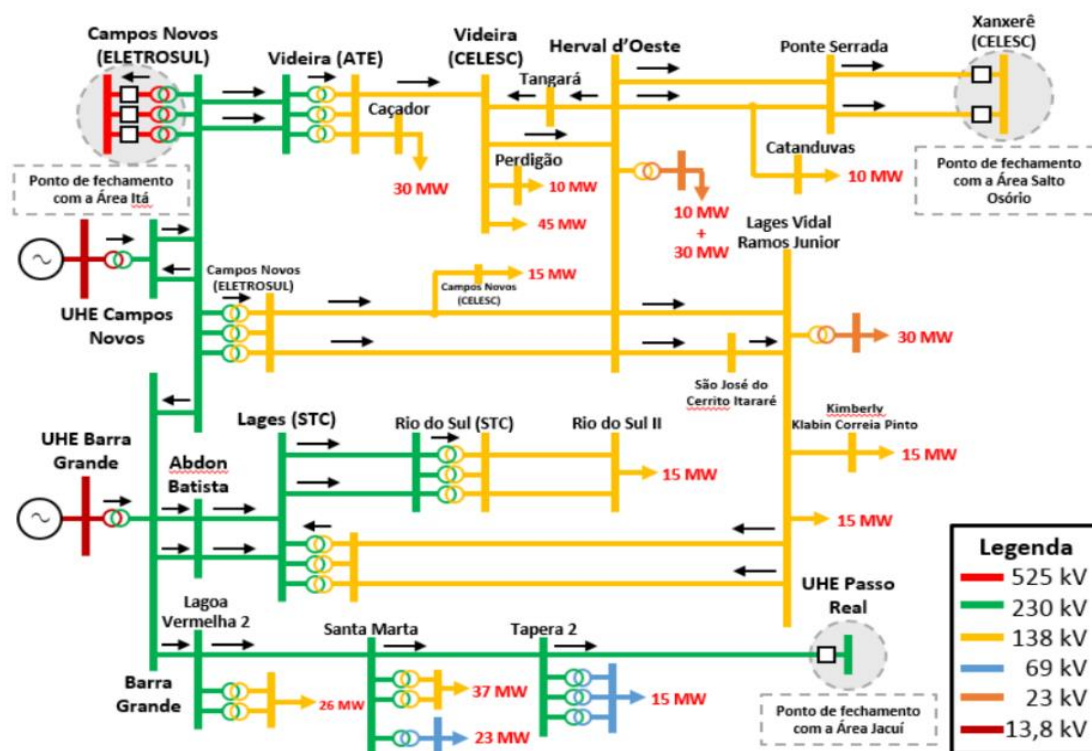 Campos Novos
(ELETROSUL)
Videira (ATE)
Videira
(CELESC)
Herval d’Oeste
Ponte Serrada
Xanxerê
(CELESC)
Tangará
Caçador
30 MW
Perdigão
10 MW
45 MW
Catanduvas
10 MW
Ponto de fechamento
com a Área Itá
Ponto de fechamento
com a Área Salto
Osório
10 MW
+
30 MW
Lages Vidal
Ramos Junior
UHE Campos
Novos
Campos Novos
(ELETROSUL)
15 MW
Campos Novos
(CELESC)
30 MW
São José do
Cerrito Itararé
Kimberly
Klabin Correia Pinto
15 MW
UHE Barra
Grande
Abdon
Batista
Lages (STC)
Rio do Sul (STC)
Rio do Sul II
15 MW
15 MW
Lagoa
Vermelha 2
Santa Marta
Tapera 2
UHE Passo
Real
Barra
Grande
26 MW
37 MW
23 MW
15 MW
Ponto de fechamento
com a Área Jacuí
Legenda
525 kV
230 kV
138 kV
69 kV
23 kV
13,8 kV